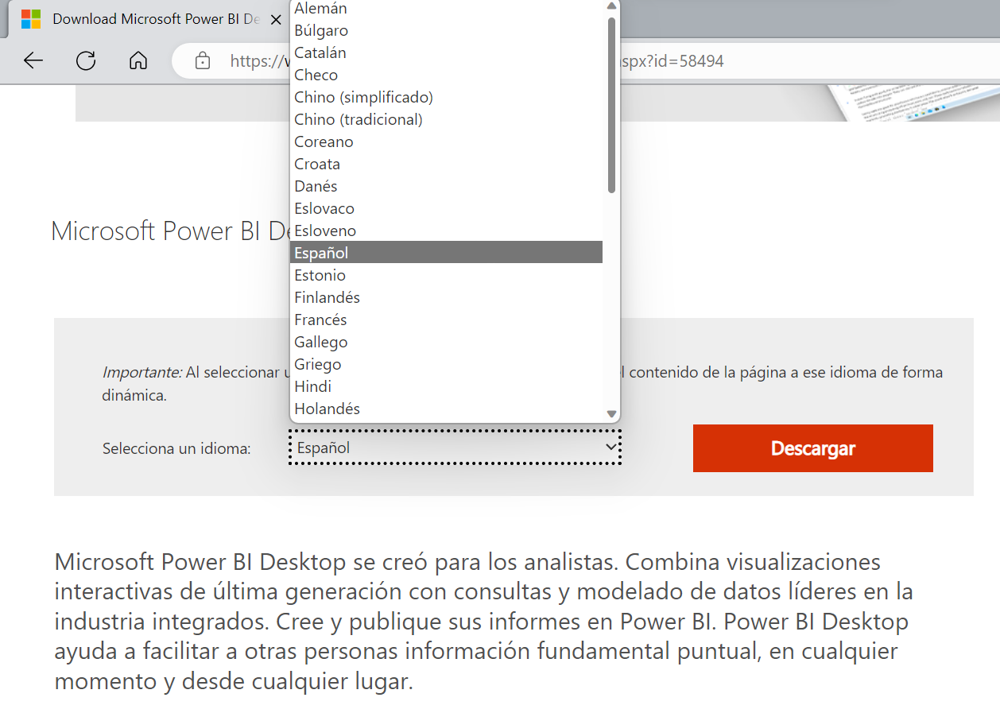 Download Microsoft Power BI De
https://
spx?id=58494
Alemán
Búlgaro
Catalán
Checo
Chino (simplificado)
Chino (tradicional)
Coreano
Croata
Danés
Eslovaco
Esloveno
Español
Estonio
Finlandés
Francés
Gallego
Griego
Hindi
Holandés
Microsoft Power BI De
Importante: Al seleccionar contenido de la página a ese idioma de forma
dinámica.
Selecciona un idioma:
Español
Descargar
Microsoft Power BI Desktop se creó para los analistas. Combina visualizaciones
interactivas de última generación con consultas y modelado de datos líderes en la
industria integrados. Cree y publique sus informes en Power BI. Power BI Desktop
ayuda a facilitar a otras personas información fundamental puntual, en cualquier
momento y desde cualquier lugar.